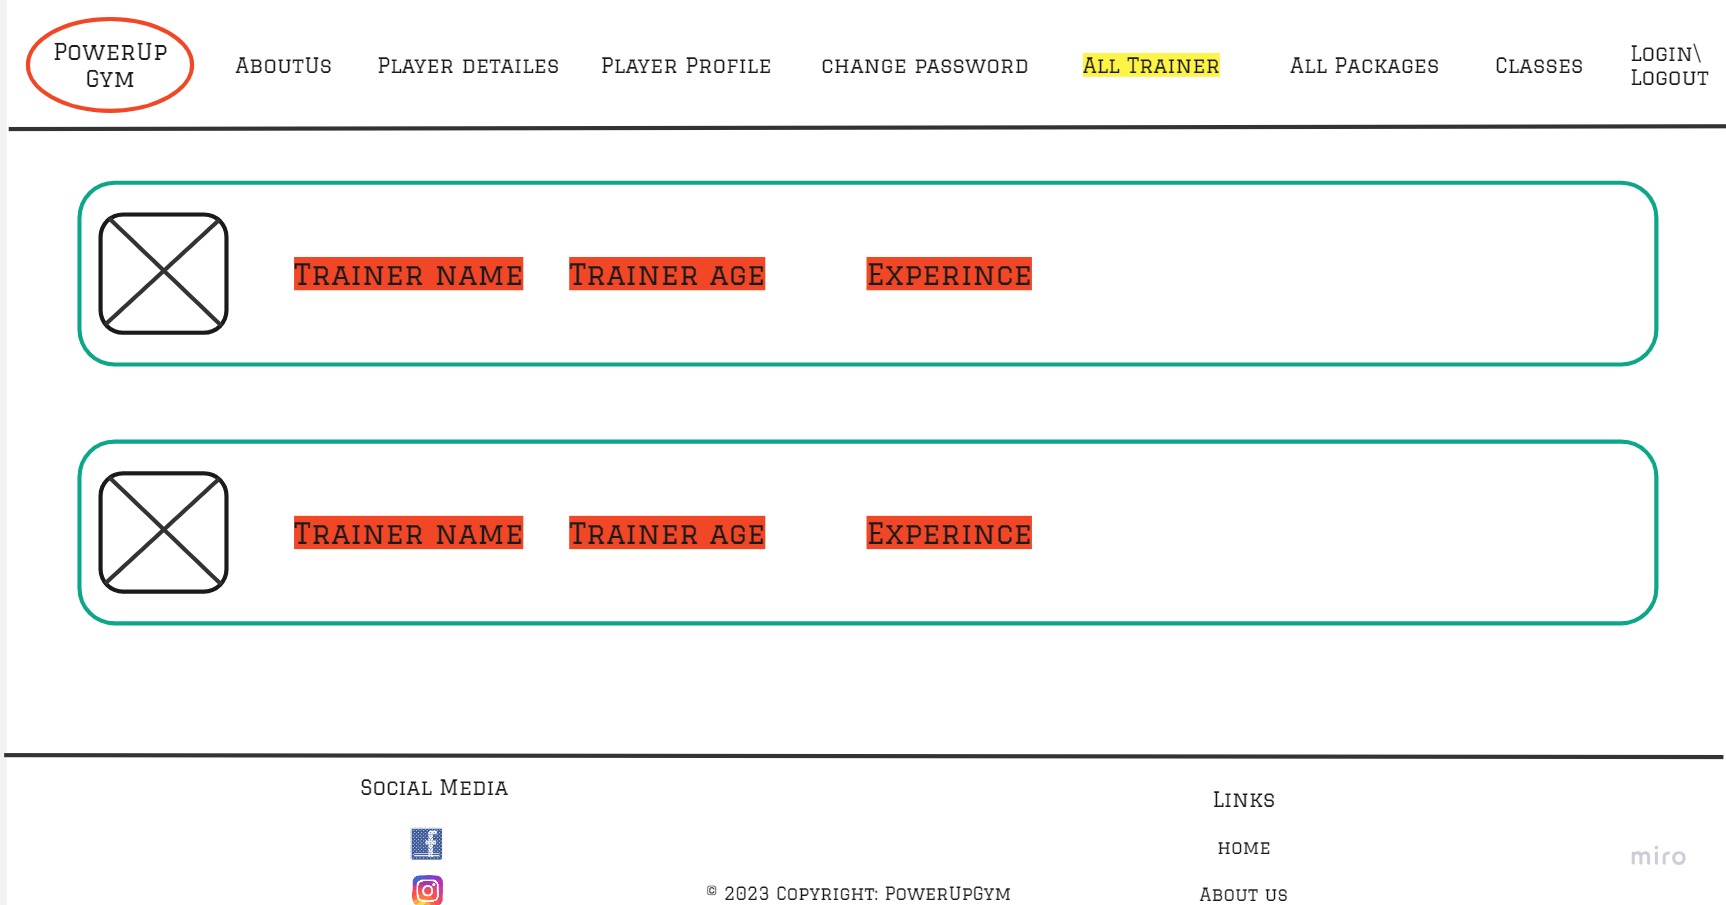 PowerUp
Gym
AboutUs
Player detailes
Player Profile
change password
All Trainer
All Packages
Classes
Login\
Logout
Trainer name
Trainer age
Experince
Trainer name
Trainer age
Experince
Social Media
Links
home
© 2023 Copyright: PowerUpGym
About us
miro